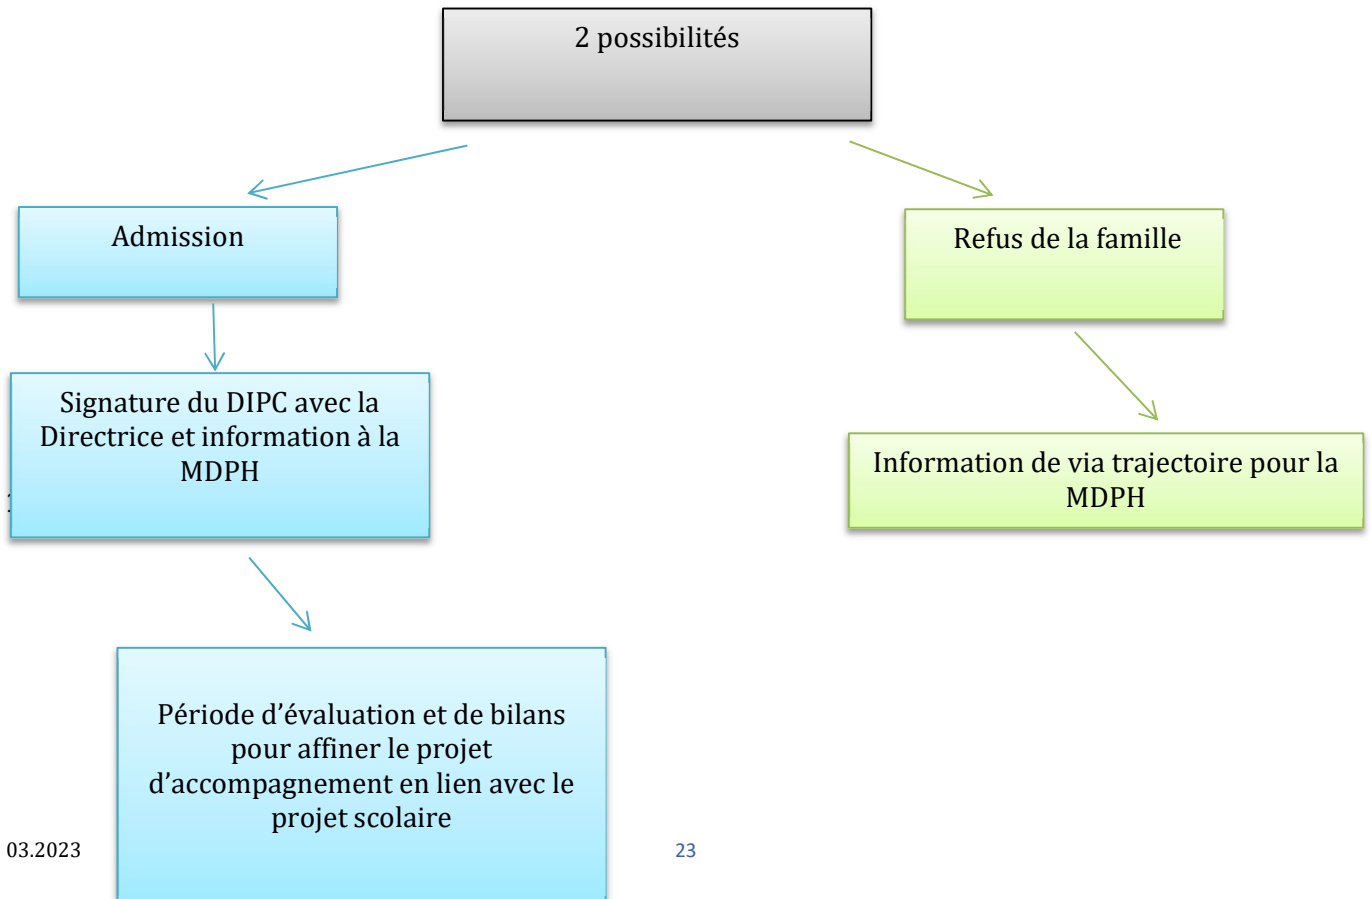 2 possibilités
Admission
Refus de la famille
Signature du DIPC avec la
Directrice et information à la
MDPH
Information de via trajectoire pour la
MDPH
Période d’évaluation et de bilans
pour affiner le projet
d’accompagnement en lien avec le
projet scolaire
03.2023
23